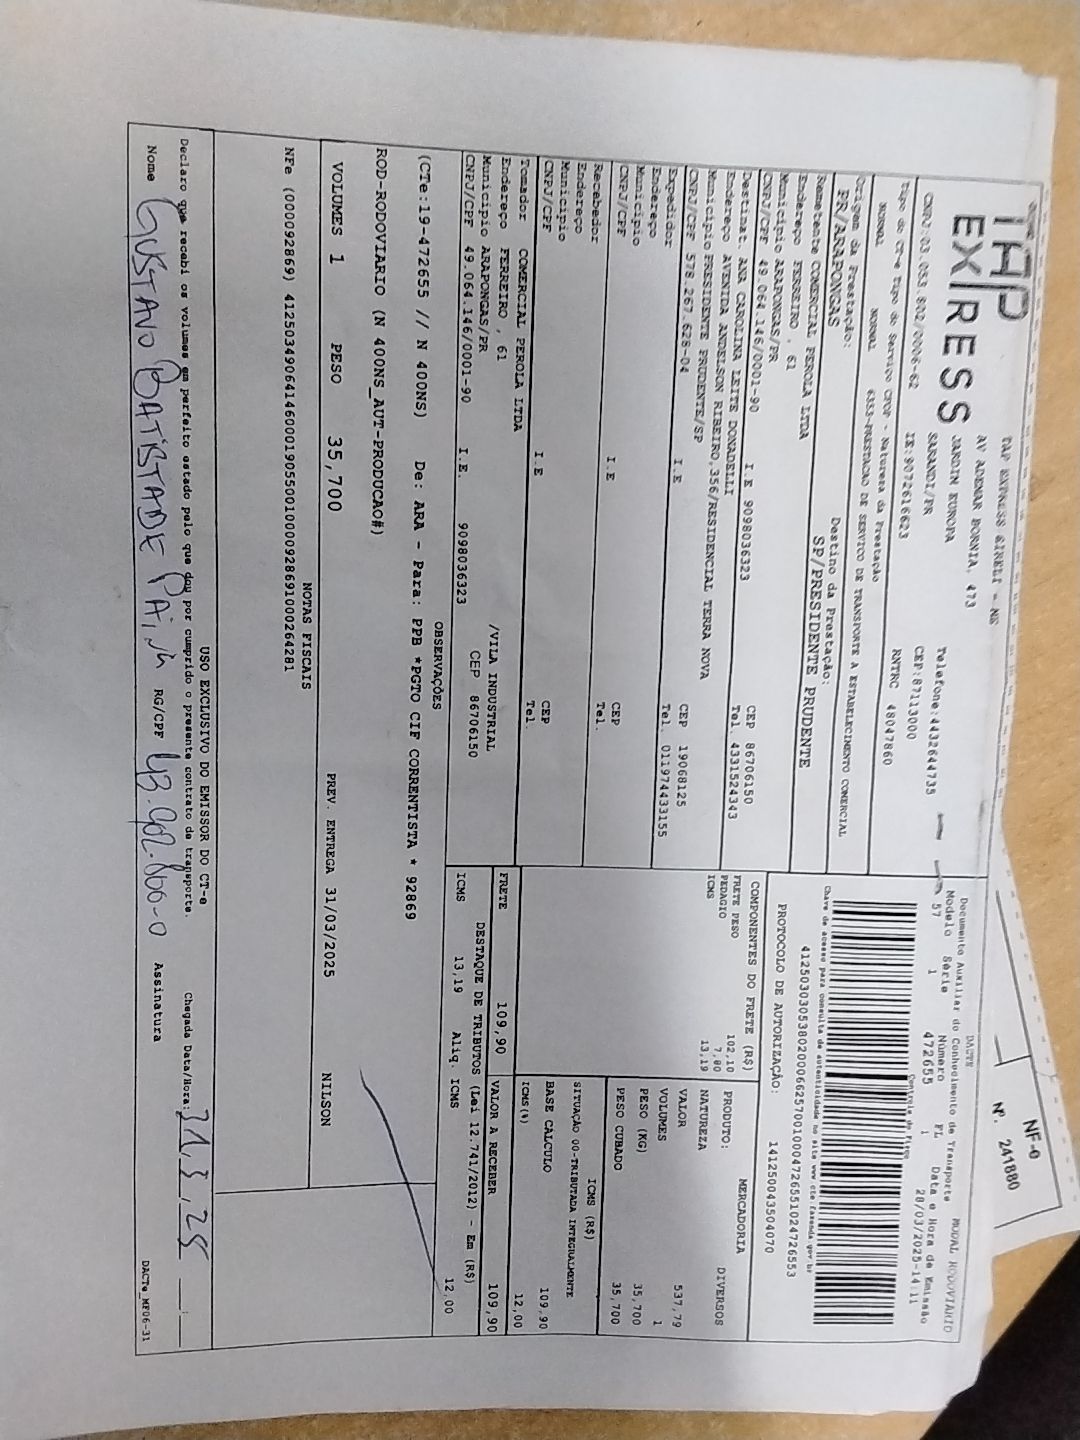 TAP EXPRESS
TAP EXPRESS EIRELI - ME
AV ADEMAR BORNIA, 473
JARDIN EUROPA
SARANDI/PR
Telefone:4432644735
CEP:87113000
CNPJ:03.053.802/0006-62
IE:9072616623
RNTRC 48047860
DACTE
MODAL RODOVIARIO
Documento Auxiliar do Conhecimento de Transporte
Modelo Série Número FL Data e Hora de Emissão
57 1 472655 28/03/2025-14:11
Controle do Fisco
Chave de acesso para consulta de autenticidade no site www.cte.fazenda.gov.br
PROTOCOLO DE AUTORIZAÇÃO: 141250043504070
Tipo do CT-e Tipo do Serviço CFOP - Natureza da Prestação
NORMAL NORMAL 6353-PRESTACAO DE SERVICO DE TRANSPORTE A ESTABELECIMENTO COMERCIAL
Origem da Prestação: Destino da Prestação:
PR/ARAPONGAS SP/PRESIDENTE PRUDENTE
Remetente COMERCIAL PEROLA LTDA
Endereço FERREIRO , 61
Municipio ARAPONGAS/PR CEP 86706150
CNPJ/CPF 49.064.146/0001-90 I.E 9098036323 Tel. 4331524343
Destinat. ANA CAROLINA LEITE DONADELLI
Endereço AVENIDA ANDELSON RIBEIRO,356/RESIDENCIAL TERRA NOVA
Municipio PRESIDENTE PRUDENTE/SP CEP 19068125
CNPJ/CPF 578.267.628-04 I.E Tel. 011974433155
Expedidor
Endereço
Municipio CEP
CNPJ/CPF I.E Tel.
Recebedor
Endereço
Municipio CEP
CNPJ/CPF I.E Tel.
Tomador COMERCIAL PEROLA LTDA
Endereço FERREIRO , 61 /VILA INDUSTRIAL
Municipio ARAPONGAS/PR CEP 86706150
CNPJ/CPF 49.064.146/0001-90 I.E. 9098036323
COMPONENTES DO FRETE (R$)
FRETE PESO 102,10
PEDAGIO 7,80
ICMS 13,19
PRODUTO: MERCADORIA
NATUREZA DIVERSOS
VALOR 537,79
VOLUMES 1
PESO (KG) 35,700
PESO CUBADO 35,700
ICMS (R$)
SITUAÇÃO 00-TRIBUTADA INTEGRALMENTE
BASE CALCULO 109,90
ICMS(%) 12,00
FRETE 109,90 VALOR A RECEBER 109,90
DESTAQUE DE TRIBUTOS (Lei 12.741/2012) - Em (R$)
ICMS 13,19 Aliq. ICMS 12,00
OBSERVAÇÕES
(CTe:19-472655 // N 400NS) De: ARA - Para: PPB *PGTO CIF CORRENTISTA * 92869
ROD-RODOVIARIO (N 400NS_AUT-PRODUCAO#)
VOLUMES 1 PESO 35,700 PREV. ENTREGA 31/03/2025 NILSON
NOTAS FISCAIS
NFe (000092869) 41250349064146000190550010000928691000264281
USO EXCLUSIVO DO EMISSOR DO CT-e
Declaro que recebi os volumes em perfeito estado pelo que dou por cumprido o presente contrato de transporte. Chegada Data/Hora: 31,3,25 __:__
Nome GUSTAVO BATISTA DE RG/CPF Assinatura
DACTe_MF06-31
NF-e
Nº. 241880